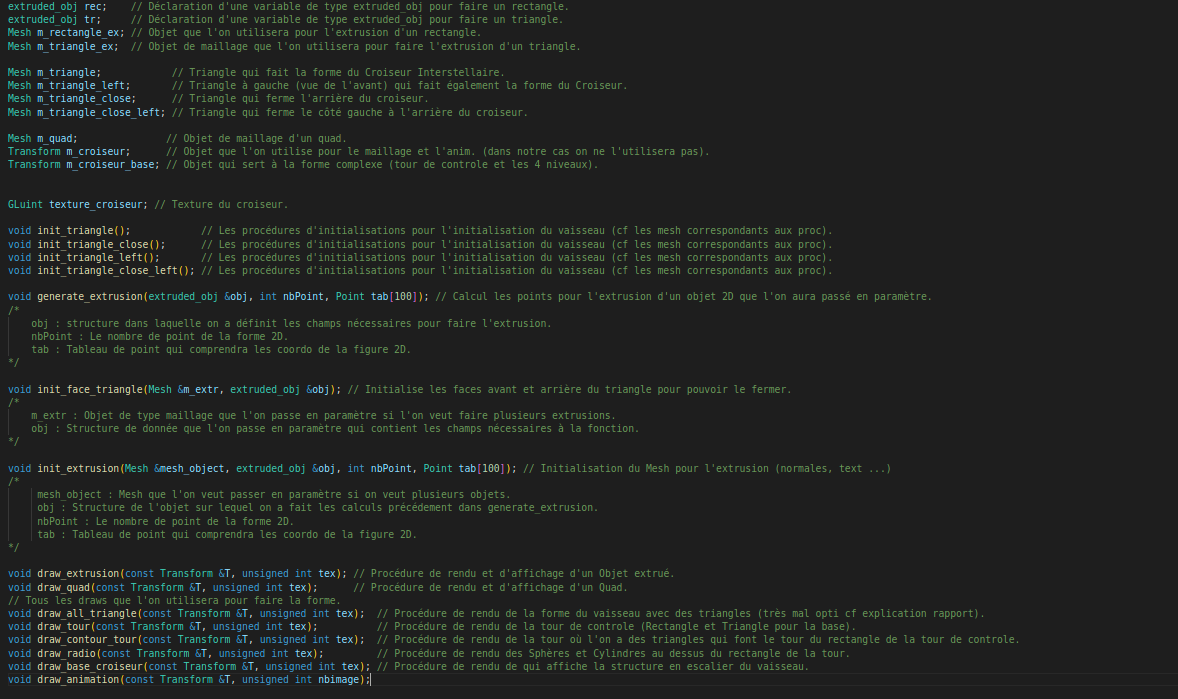 extruded_obj rec;    // Déclaration d'une variable de type extruded_obj pour faire un rectangle.
extruded_obj tr;     // Déclaration d'une variable de type extruded_obj pour faire un triangle.
Mesh m_rectangle_ex; // Objet que l'on utilisera pour l'extrusion d'un rectangle.
Mesh m_triangle_ex;  // Objet de maillage que l'on utilisera pour faire l'extrusion d'un triangle.
Mesh m_triangle;            // Triangle qui fait la forme du Croiseur Interstellaire.
Mesh m_triangle_left;       // Triangle à gauche (vue de l'avant) qui fait également la forme du Croiseur.
Mesh m_triangle_close;      // Triangle qui ferme l'arrière du croiseur.
Mesh m_triangle_close_left; // Triangle qui ferme le côté gauche à l'arrière du croiseur.
Mesh m_quad;               // Objet de maillage d'un quad.
Transform m_croiseur;      // Objet que l'on utilise pour le maillage et l'anim. (dans notre cas on ne l'utilisera pas).
Transform m_croiseur_base; // Objet qui sert à la forme complexe (tour de controle et les 4 niveaux).
GLuint texture_croiseur; // Texture du croiseur.
void init_triangle();            // Les procédures d'initialisations pour l'initialisation du vaisseau (cf les mesh correspondants aux proc).
void init_triangle_close();      // Les procédures d'initialisations pour l'initialisation du vaisseau (cf les mesh correspondants aux proc).
void init_triangle_left();       // Les procédures d'initialisations pour l'initialisation du vaisseau (cf les mesh correspondants aux proc).
void init_triangle_close_left(); // Les procédures d'initialisations pour l'initialisation du vaisseau (cf les mesh correspondants aux proc).
void generate_extrusion(extruded_obj &obj, int nbPoint, Point tab[100]); // Calcul les points pour l'extrusion d'un objet 2D que l'on aura passé en paramètre.
/*
    obj : structure dans laquelle on a définit les champs nécessaires pour faire l'extrusion.
    nbPoint : Le nombre de point de la forme 2D.
    tab : Tableau de point qui comprendra les coordo de la figure 2D.
*/
void init_face_triangle(Mesh &m_extr, extruded_obj &obj); // Initialise les faces avant et arrière du triangle pour pouvoir le fermer.
/*
    m_extr : Objet de type maillage que l'on passe en paramètre si l'on veut faire plusieurs extrusions.
    obj : Structure de donnée que l'on passe en paramètre qui contient les champs nécessaires à la fonction.
*/
void init_extrusion(Mesh &mesh_object, extruded_obj &obj, int nbPoint, Point tab[100]); // Initialisation du Mesh pour l'extrusion (normales, text ...)
/*
     mesh_object : Mesh que l'on veut passer en paramètre si on veut plusieurs objets.
     obj : Structure de l'objet sur lequel on a fait les calculs précédement dans generate_extrusion.
     nbPoint : Le nombre de point de la forme 2D.
     tab : Tableau de point qui comprendra les coordo de la figure 2D.
*/
void draw_extrusion(const Transform &T, unsigned int tex); // Procédure de rendu et d'affichage d'un Objet extrué.
void draw_quad(const Transform &T, unsigned int tex);      // Procédure de rendu et d'affichage d'un Quad.
// Tous les draws que l'on utilisera pour faire la forme.
void draw_all_triangle(const Transform &T, unsigned int tex);  // Procédure de rendu de la forme du vaisseau avec des triangles (très mal opti cf explication rapport).
void draw_tour(const Transform &T, unsigned int tex);          // Procédure de rendu de la tour de controle (Rectangle et Triangle pour la base).
void draw_contour_tour(const Transform &T, unsigned int tex);  // Procédure de rendu de la tour où l'on a des triangles qui font le tour du rectangle de la tour de controle.
void draw_radio(const Transform &T, unsigned int tex);         // Procédure de rendu des Sphères et Cylindres au dessus du rectangle de la tour.
void draw_base_croiseur(const Transform &T, unsigned int tex); // Procédure de rendu de qui affiche la structure en escalier du vaisseau.
void draw_animation(const Transform &T, unsigned int nbimage);